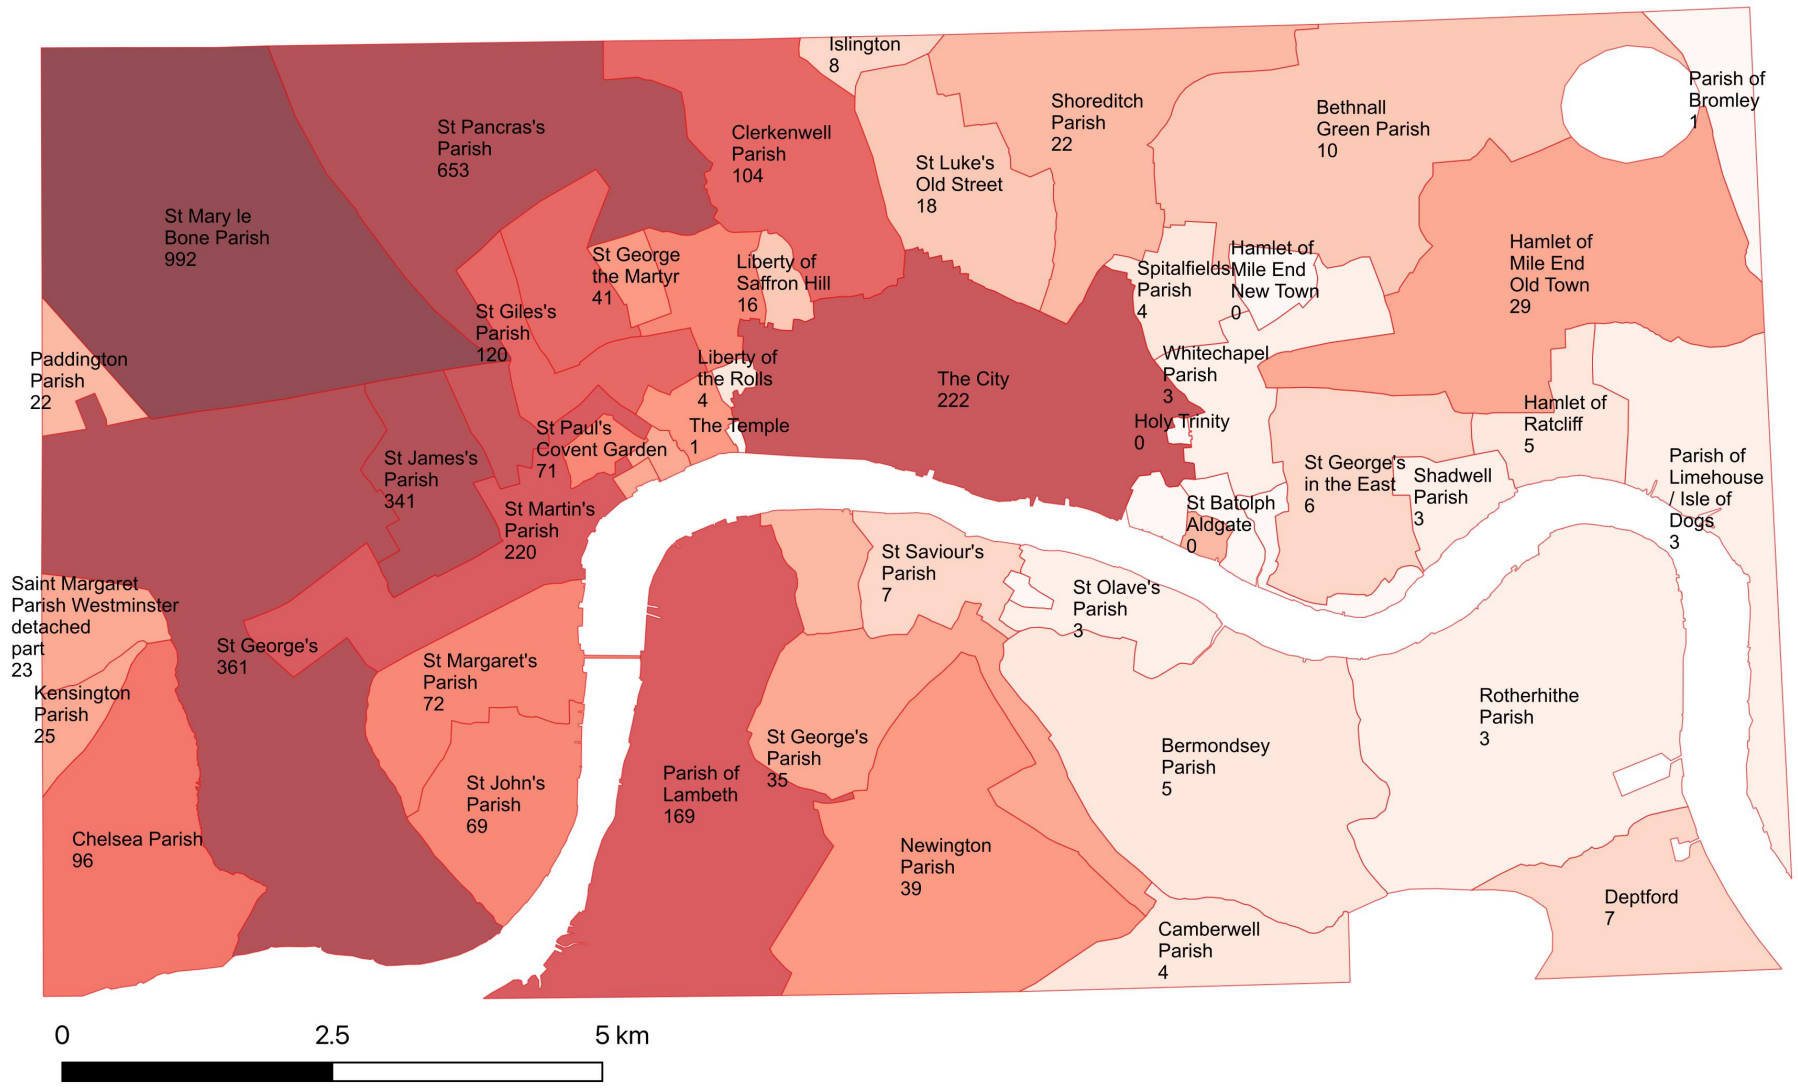 Islington
8
Parish of
Bromley
1
Shoreditch
Parish
22
Bethnall
Green Parish
10
St Pancras's
Parish
653
Clerkenwell
Parish
104
St Luke's
Old Street
18
St Mary le
Bone Parish
992
St George
the Martyr
41
Liberty of
Saffron Hill
16
Spitalfields
Parish
4
Hamlet of
Mile End
New Town
0
Hamlet of
Mile End
Old Town
29
St Giles's
Parish
120
Paddington
Parish
22
Liberty of
the Rolls
4
The City
222
Whitechapel
Parish
3
Hamlet of
Ratcliff
5
St Paul's
Covent Garden
71
The Temple
1
Holy Trinity
0
St James's
Parish
341
St George's
in the East
6
Shadwell
Parish
3
Parish of
Limehouse
/ Isle of
Dogs
3
St Martin's
Parish
220
St Batolph
Aldgate
0
St Saviour's
Parish
7
St Olave's
Parish
3
Saint Margaret
Parish Westminster
detached
part
23
St George's
361
St Margaret's
Parish
72
Kensington
Parish
25
Rotherhithe
Parish
3
St George's
Parish
35
Bermondsey
Parish
5
Parish of
Lambeth
169
St John's
Parish
69
Chelsea Parish
96
Newington
Parish
39
Deptford
7
Camberwell
Parish
4
0 2.5 5 km